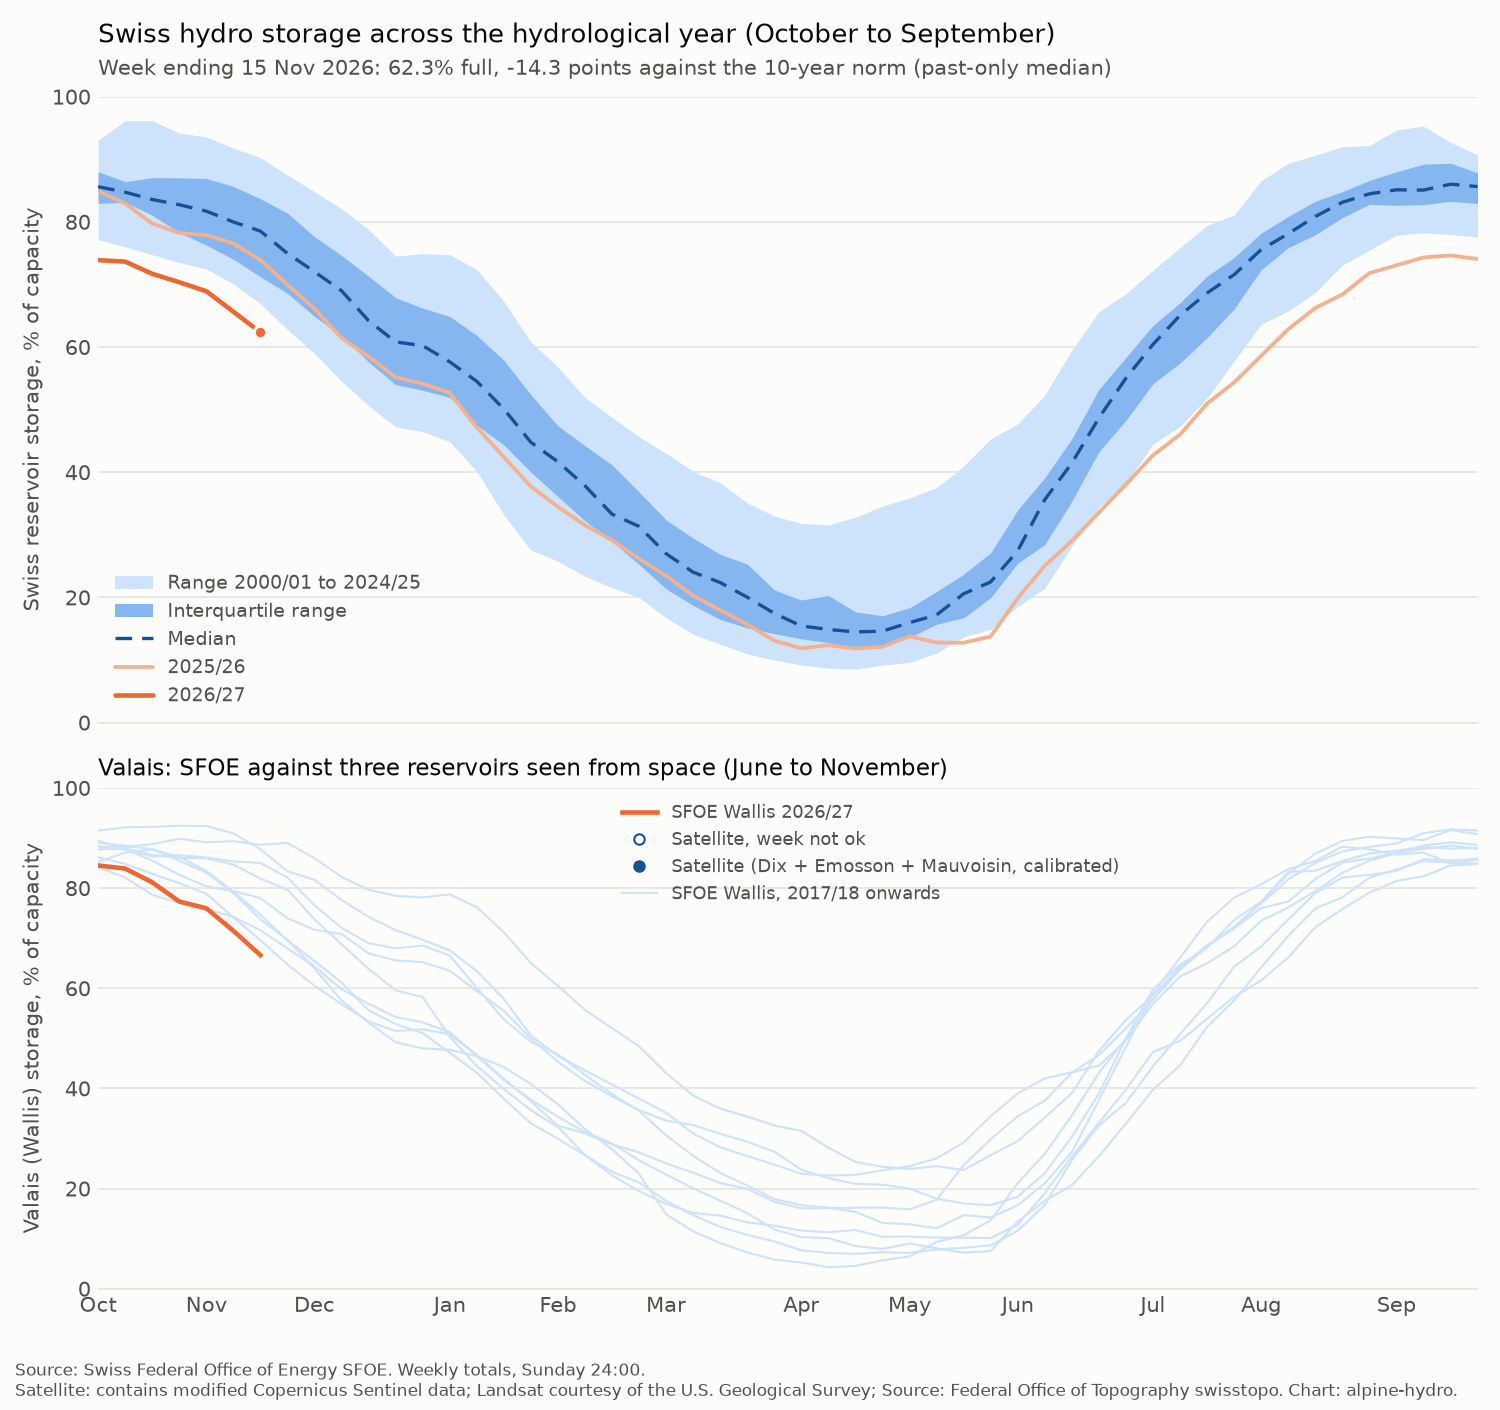 Swiss hydro storage across the hydrological year (October to September)
Week ending 15 Nov 2026: 62.3% full, -14.3 points against the 10-year norm (past-only median)
Swiss reservoir storage, % of capacity
100
80
60
40
20
0
Range 2000/01 to 2024/25
Interquartile range
Median
2025/26
2026/27
Valais: SFOE against three reservoirs seen from space (June to November)
Valais (Wallis) storage, % of capacity
100
80
60
40
20
0
SFOE Wallis 2026/27
Satellite, week not ok
Satellite (Dix + Emosson + Mauvoisin, calibrated)
SFOE Wallis, 2017/18 onwards
Oct Nov Dec Jan Feb Mar Apr May Jun Jul Aug Sep
Source: Swiss Federal Office of Energy SFOE. Weekly totals, Sunday 24:00.
Satellite: contains modified Copernicus Sentinel data; Landsat courtesy of the U.S. Geological Survey; Source: Federal Office of Topography swisstopo. Chart: alpine-hydro.